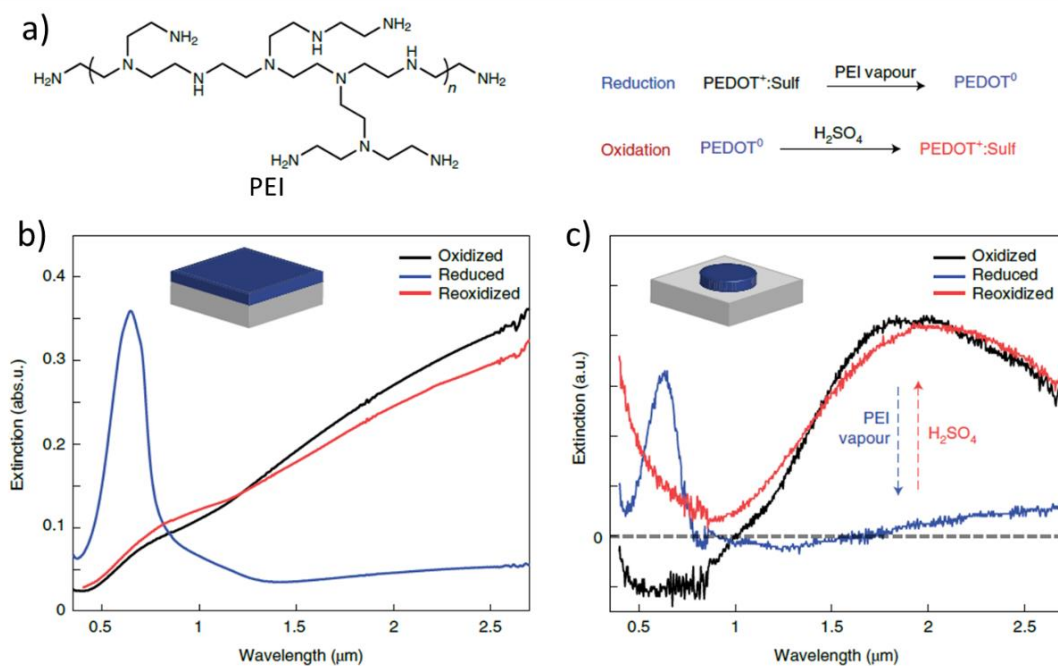 a)
NH₂
H
N
NH₂
N
N
H
N
H₂N
N
H
N
NH₂
n
N
H₂N
NH₂
PEI
PEI vapour
Reduction PEDOT⁺:Sulf PEDOT⁰
H₂SO₄
Oxidation PEDOT⁰ PEDOT⁺:Sulf
b)
Extinction (abs.u.)
0.4
0.3
0.2
0.1
0
Oxidized
Reduced
Reoxidized
0.5 1 1.5 2 2.5
Wavelength (μm)
c)
Extinction (a.u.)
0
Oxidized
Reduced
Reoxidized
PEI
vapour
H₂SO₄
0.5 1 1.5 2 2.5
Wavelength (μm)